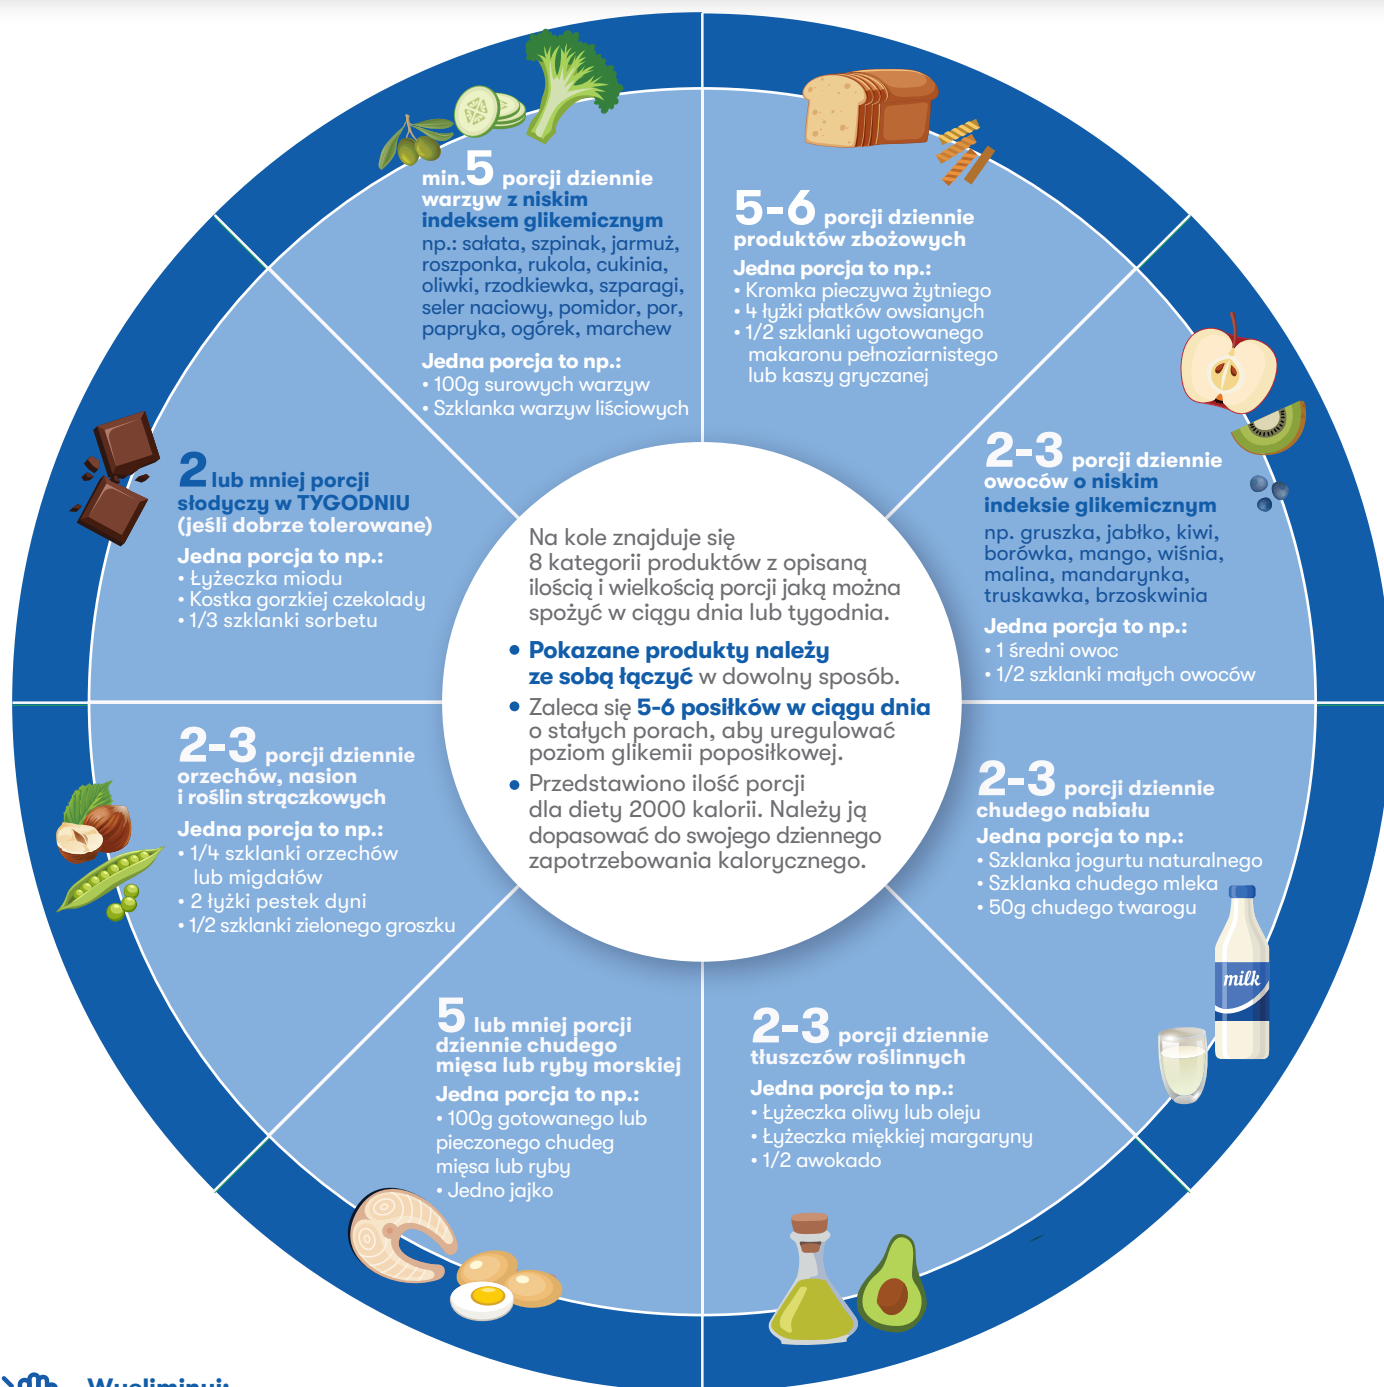 min.5 porcji dziennie
warzyw z niskim
indeksem glikemicznym
np.: sałata, szpinak, jarmuż,
roszponka, rukola, cukinia,
oliwki, rzodkiewka, szparagi,
seler naciowy, pomidor, por,
papryka, ogórek, marchew
Jedna porcja to np.:
• 100g surowych warzyw
• Szklanka warzyw liściowych
5-6 porcji dziennie
produktów zbożowych
Jedna porcja to np.:
• Kromka pieczywa żytniego
• 4 łyżki płatków owsianych
• 1/2 szklanki ugotowanego
makaronu pełnoziarnistego
lub kaszy gryczanej
2-3 porcji dziennie
owoców o niskim
indeksie glikemicznym
np. gruszka, jabłko, kiwi,
borówka, mango, wiśnia,
malina, mandarynka,
truskawka, brzoskwinia
Jedna porcja to np.:
• 1 średni owoc
• 1/2 szklanki małych owoców
2-3 porcji dziennie
chudego nabiału
Jedna porcja to np.:
• Szklanka jogurtu naturalnego
• Szklanka chudego mleka
• 50g chudego twarogu
milk
2-3 porcji dziennie
tłuszczów roślinnych
Jedna porcja to np.:
• Łyżeczka oliwy lub oleju
• Łyżeczka miękkiej margaryny
• 1/2 awokado
5 lub mniej porcji
dziennie chudego
mięsa lub ryby morskiej
Jedna porcja to np.:
• 100g gotowanego lub
pieczonego chudeg
mięsa lub ryby
• Jedno jajko
2-3 porcji dziennie
orzechów, nasion
i roślin strączkowych
Jedna porcja to np.:
• 1/4 szklanki orzechów
lub migdałów
• 2 łyżki pestek dyni
• 1/2 szklanki zielonego groszku
2 lub mniej porcji
słodyczy w TYGODNIU
(jeśli dobrze tolerowane)
Jedna porcja to np.:
• Łyżeczka miodu
• Kostka gorzkiej czekolady
• 1/3 szklanki sorbetu
Na kole znajduje się
8 kategorii produktów z opisaną
ilością i wielkością porcji jaką można
spożyć w ciągu dnia lub tygodnia.
• Pokazane produkty należy
ze sobą łączyć w dowolny sposób.
• Zaleca się 5-6 posiłków w ciągu dnia
o stałych porach, aby uregulować
poziom glikemii poposiłkowej.
• Przedstawiono ilość porcji
dla diety 2000 kalorii. Należy ją
dopasować do swojego dziennego
zapotrzebowania kalorycznego.
Wyeliminuj: